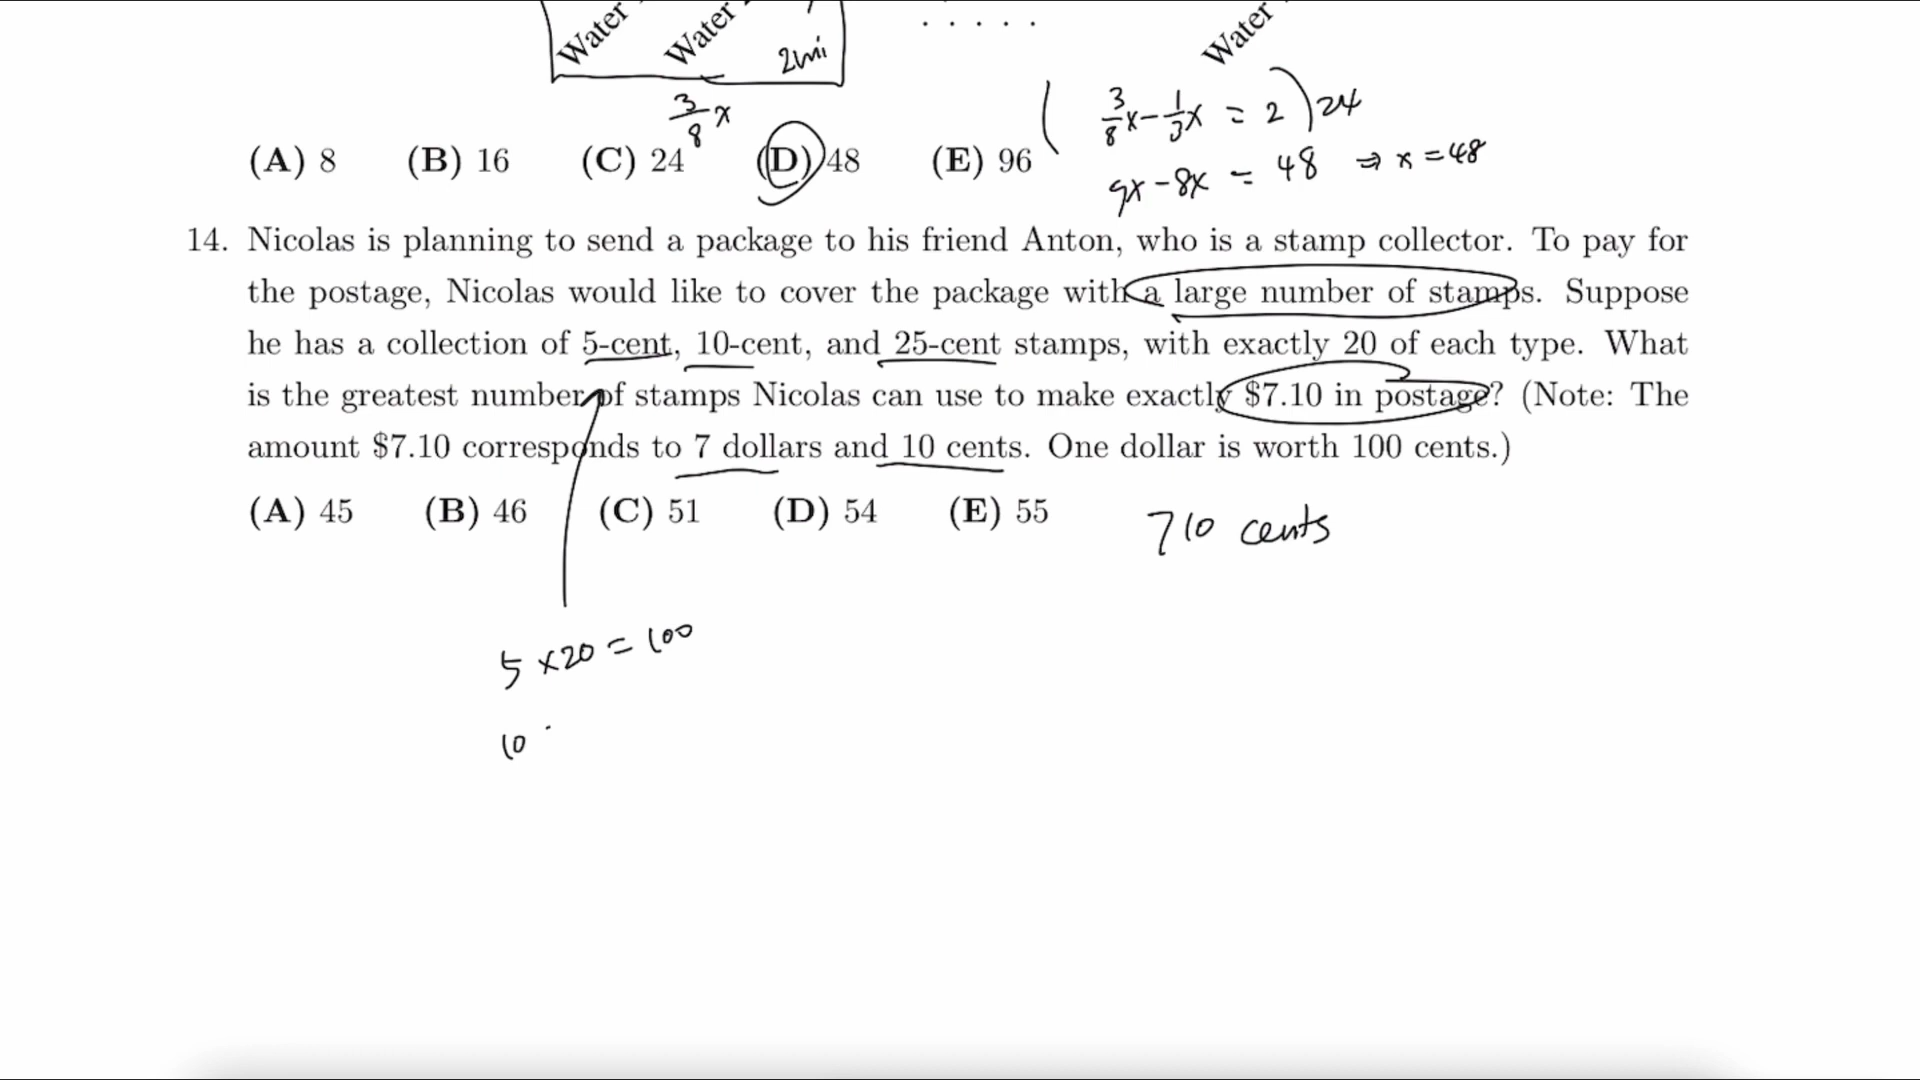 Water Water 2mi . . . . . Water
3/8 x
( 3/8 x - 1/3 x = 2 ) 24
(A) 8 (B) 16 (C) 24 (D) 48 (E) 96
9x - 8x = 48 ⇒ x = 48
14. Nicolas is planning to send a package to his friend Anton, who is a stamp collector. To pay for
the postage, Nicolas would like to cover the package with a large number of stamps. Suppose
he has a collection of 5-cent, 10-cent, and 25-cent stamps, with exactly 20 of each type. What
is the greatest number of stamps Nicolas can use to make exactly $7.10 in postage? (Note: The
amount $7.10 corresponds to 7 dollars and 10 cents. One dollar is worth 100 cents.)
(A) 45 (B) 46 (C) 51 (D) 54 (E) 55
710 cents
5 × 20 = 100
10